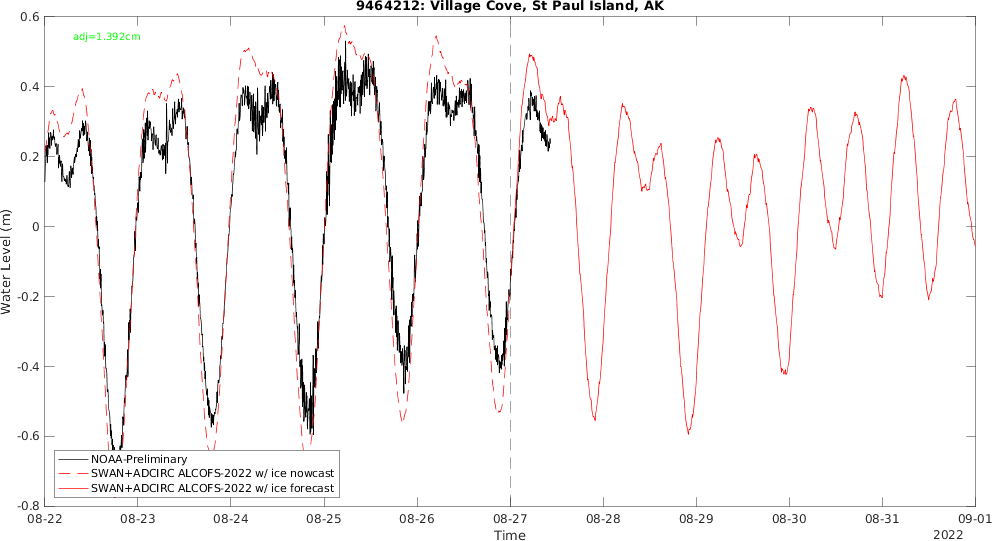 9464212: Village Cove, St Paul Island, AK
adj=1.392cm
0.6
0.4
0.2
0
-0.2
-0.4
-0.6
-0.8
Water Level (m)
NOAA-Preliminary
SWAN+ADCIRC ALCOFS-2022 w/ ice nowcast
SWAN+ADCIRC ALCOFS-2022 w/ ice forecast
08-22 08-23 08-24 08-25 08-26 08-27 08-28 08-29 08-30 08-31 09-01
Time
2022